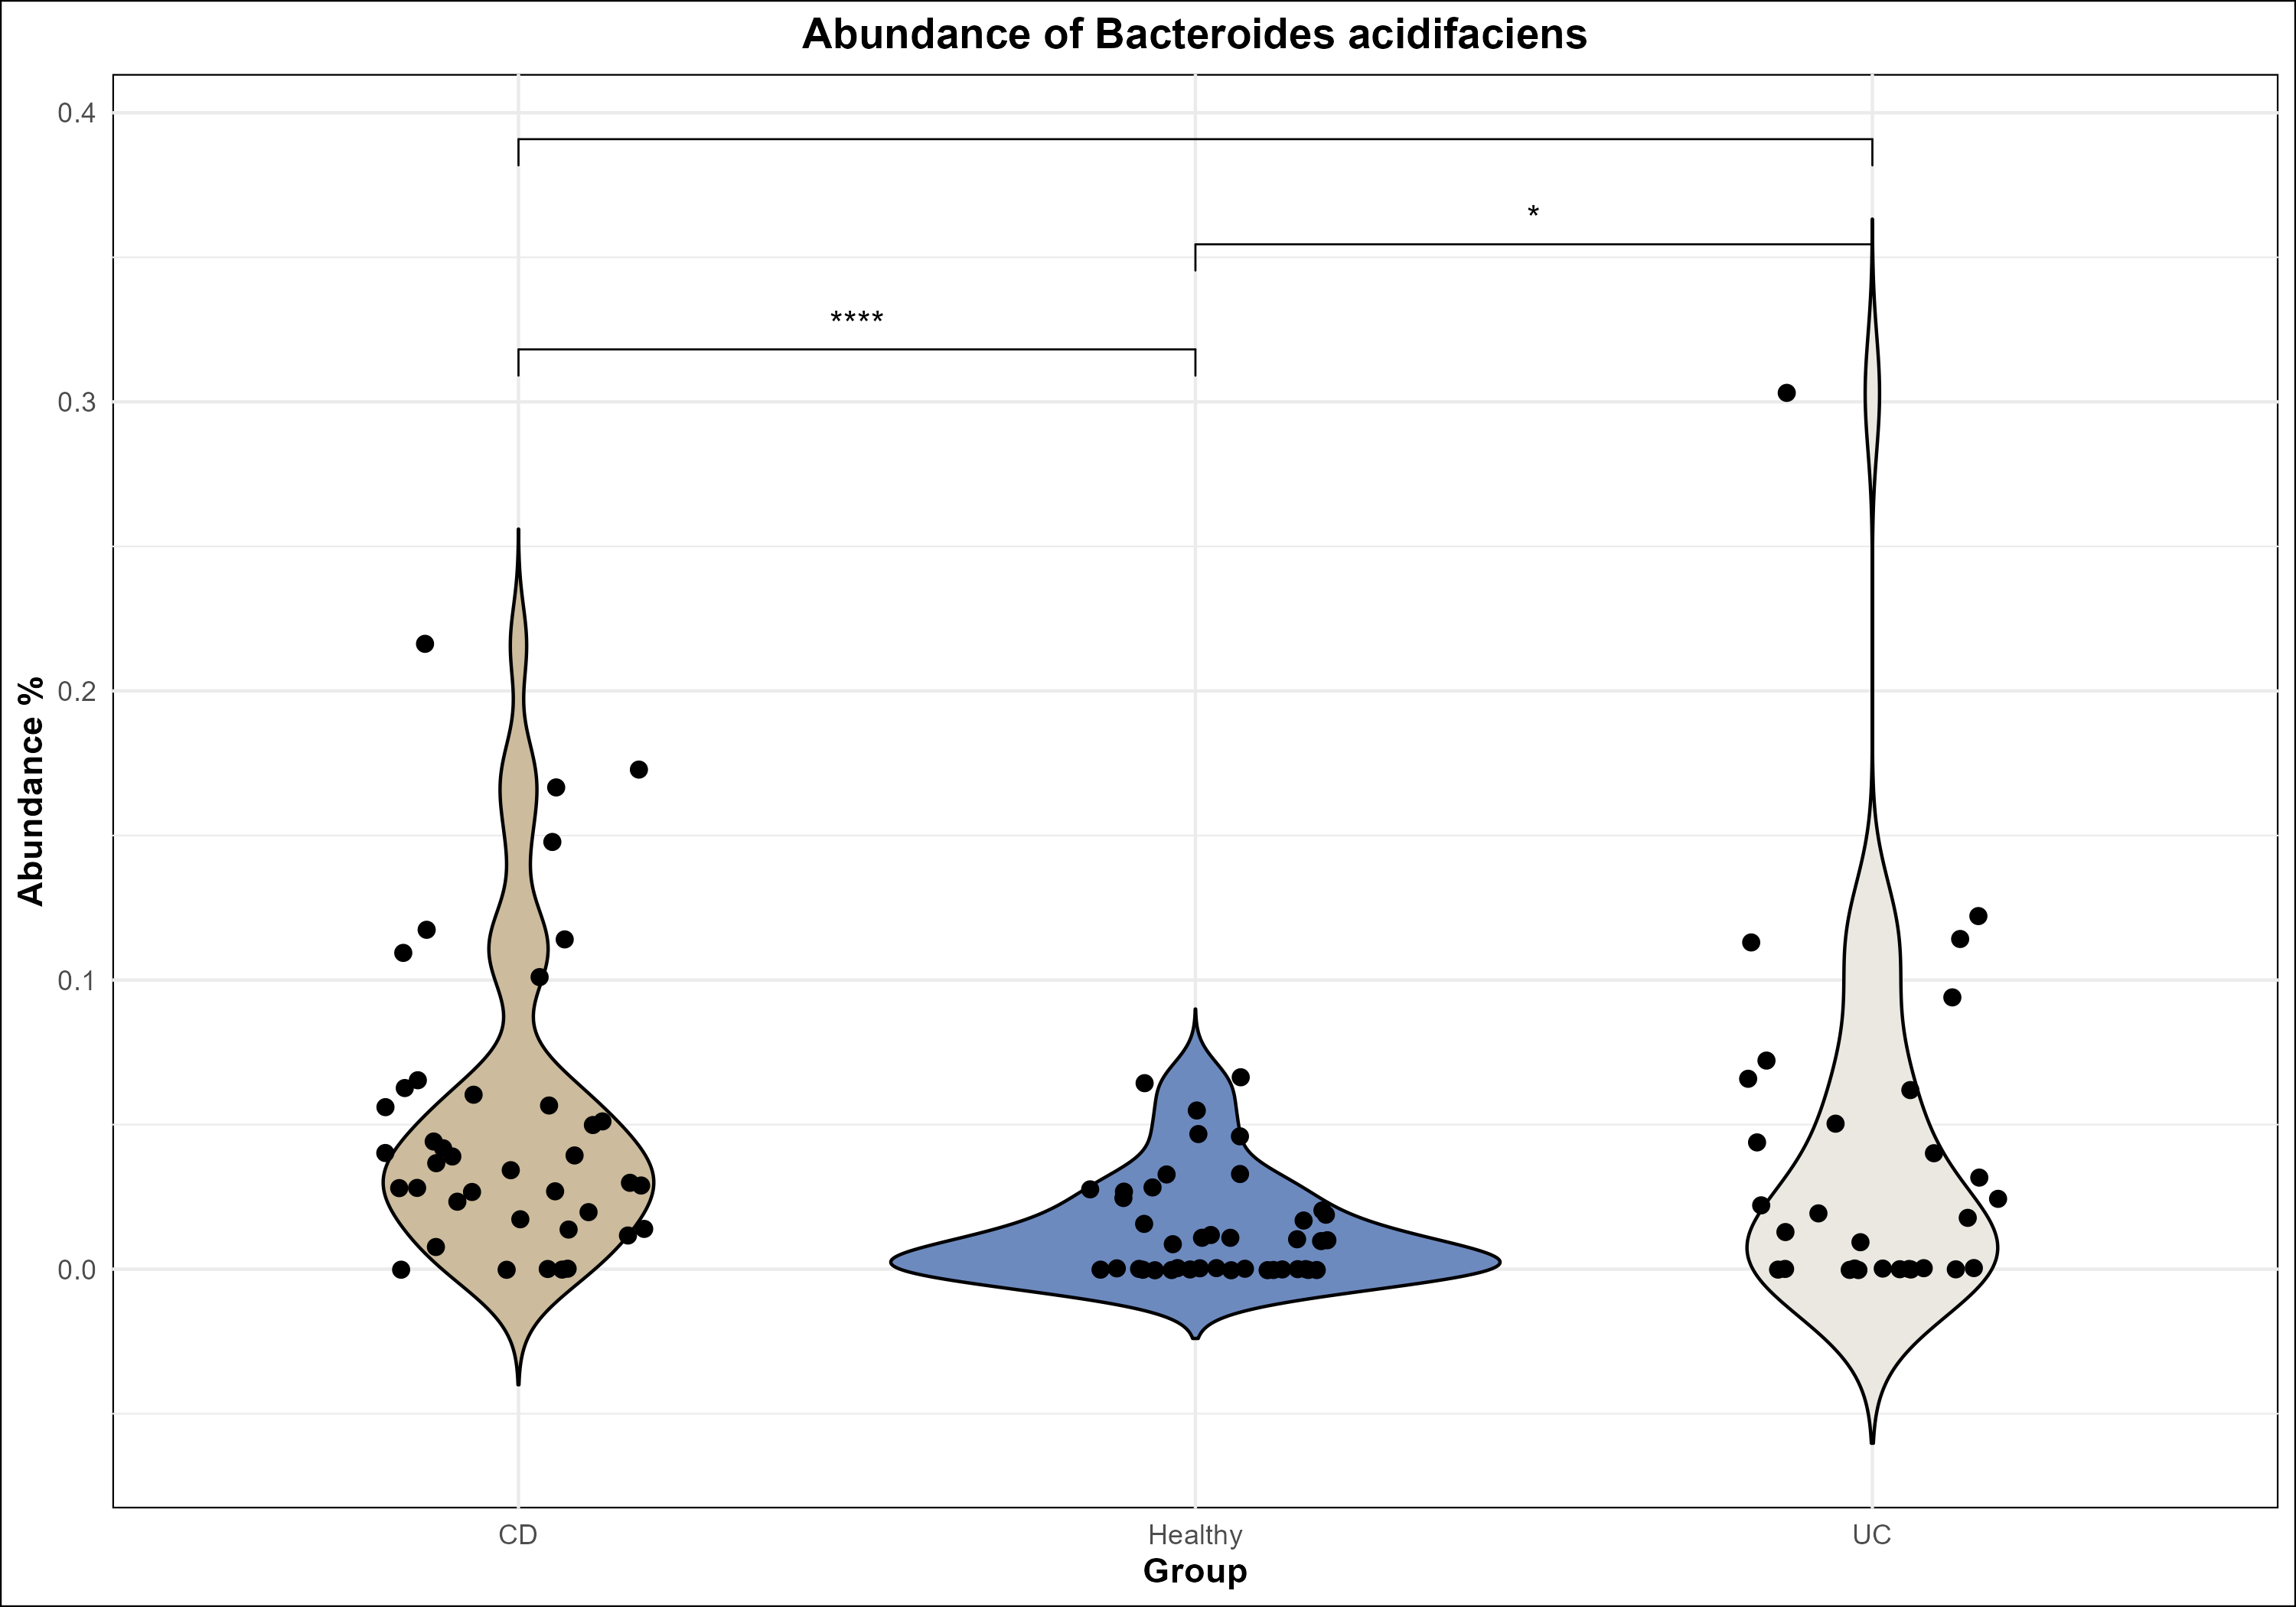 Abundance of Bacteroides acidifaciens
0.4
*
****
0.3
0.2
Abundance %
0.1
0.0
CD Healthy UC
Group